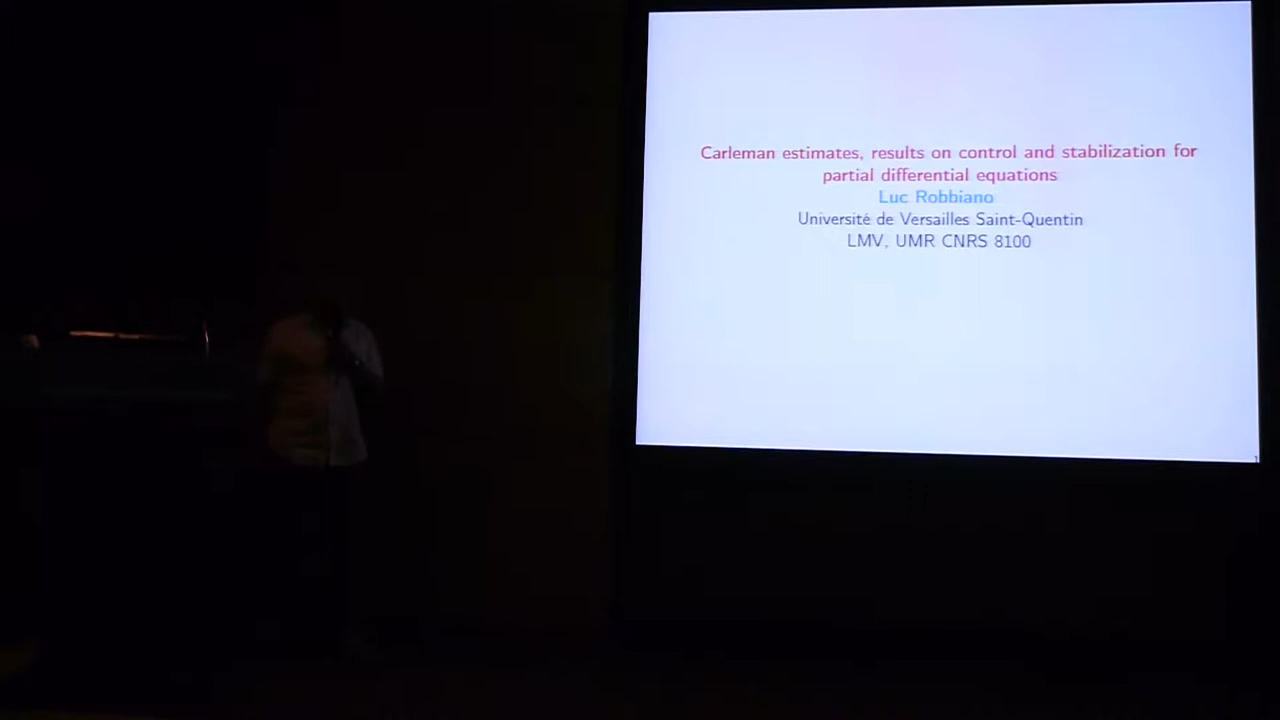 Carleman estimates, results on control and stabilization for
partial differential equations
Luc Robbiano
Université de Versailles Saint-Quentin
LMV, UMR CNRS 8100
1